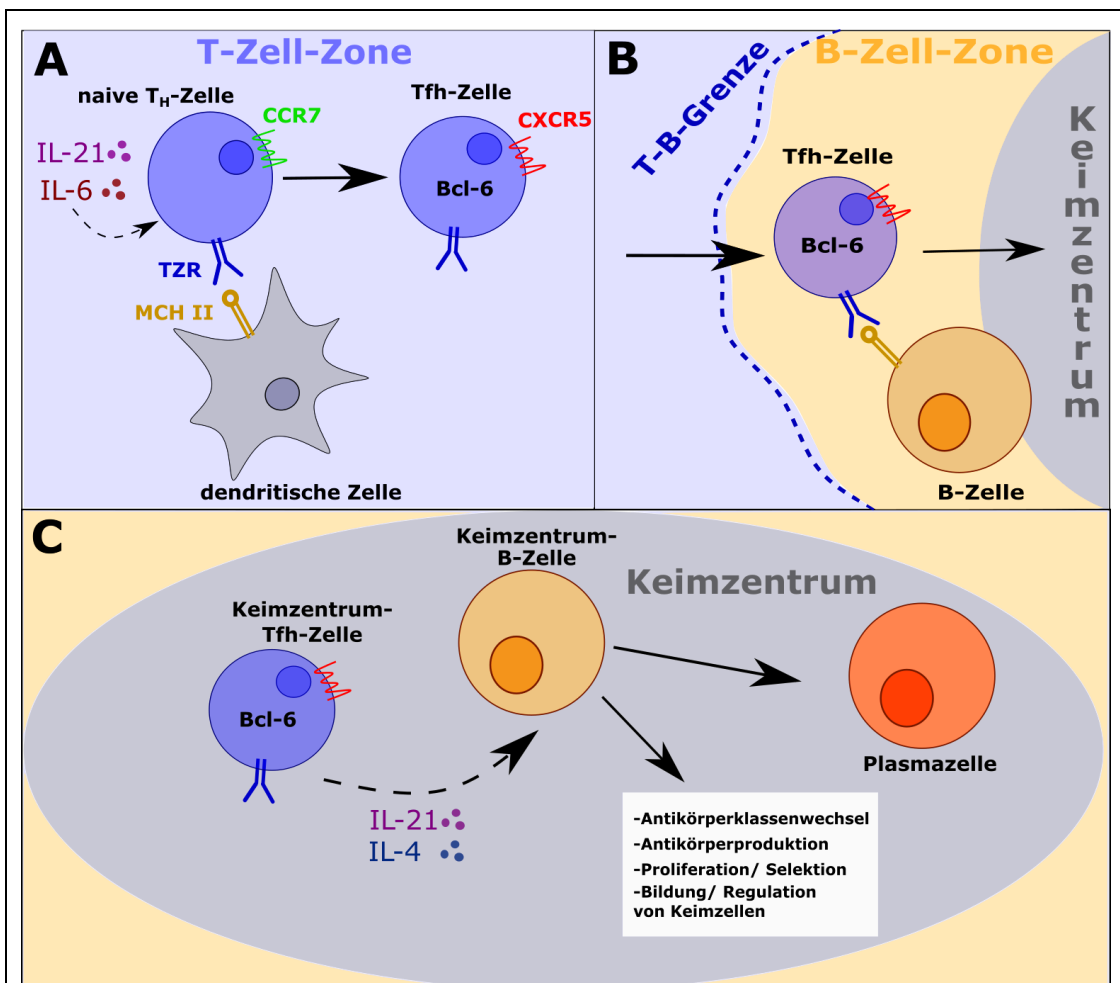 A
T-Zell-Zone
naive TH-Zelle
CCR7
IL-21
IL-6
TZR
MCH II
dendritische Zelle
Tfh-Zelle
CXCR5
Bcl-6
B
B-Zell-Zone
T-B-Grenze
Tfh-Zelle
Bcl-6
B-Zelle
Keimzentrum
C
Keimzentrum
Keimzentrum-
Tfh-Zelle
Bcl-6
IL-21
IL-4
Keimzentrum-
B-Zelle
Plasmazelle
-Antikörperklassenwechsel
-Antikörperproduktion
-Proliferation/ Selektion
-Bildung/ Regulation
von Keimzellen